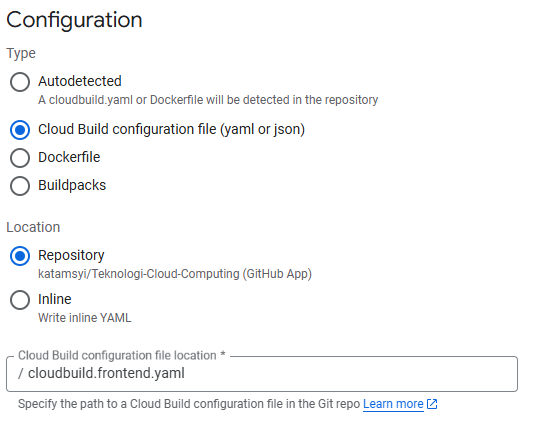 Configuration
Type
Autodetected
A cloudbuild.yaml or Dockerfile will be detected in the repository
Cloud Build configuration file (yaml or json)
Dockerfile
Buildpacks
Location
Repository
katamsyi/Teknologi-Cloud-Computing (GitHub App)
Inline
Write inline YAML
Cloud Build configuration file location *
/ cloudbuild.frontend.yaml
Specify the path to a Cloud Build configuration file in the Git repo Learn more